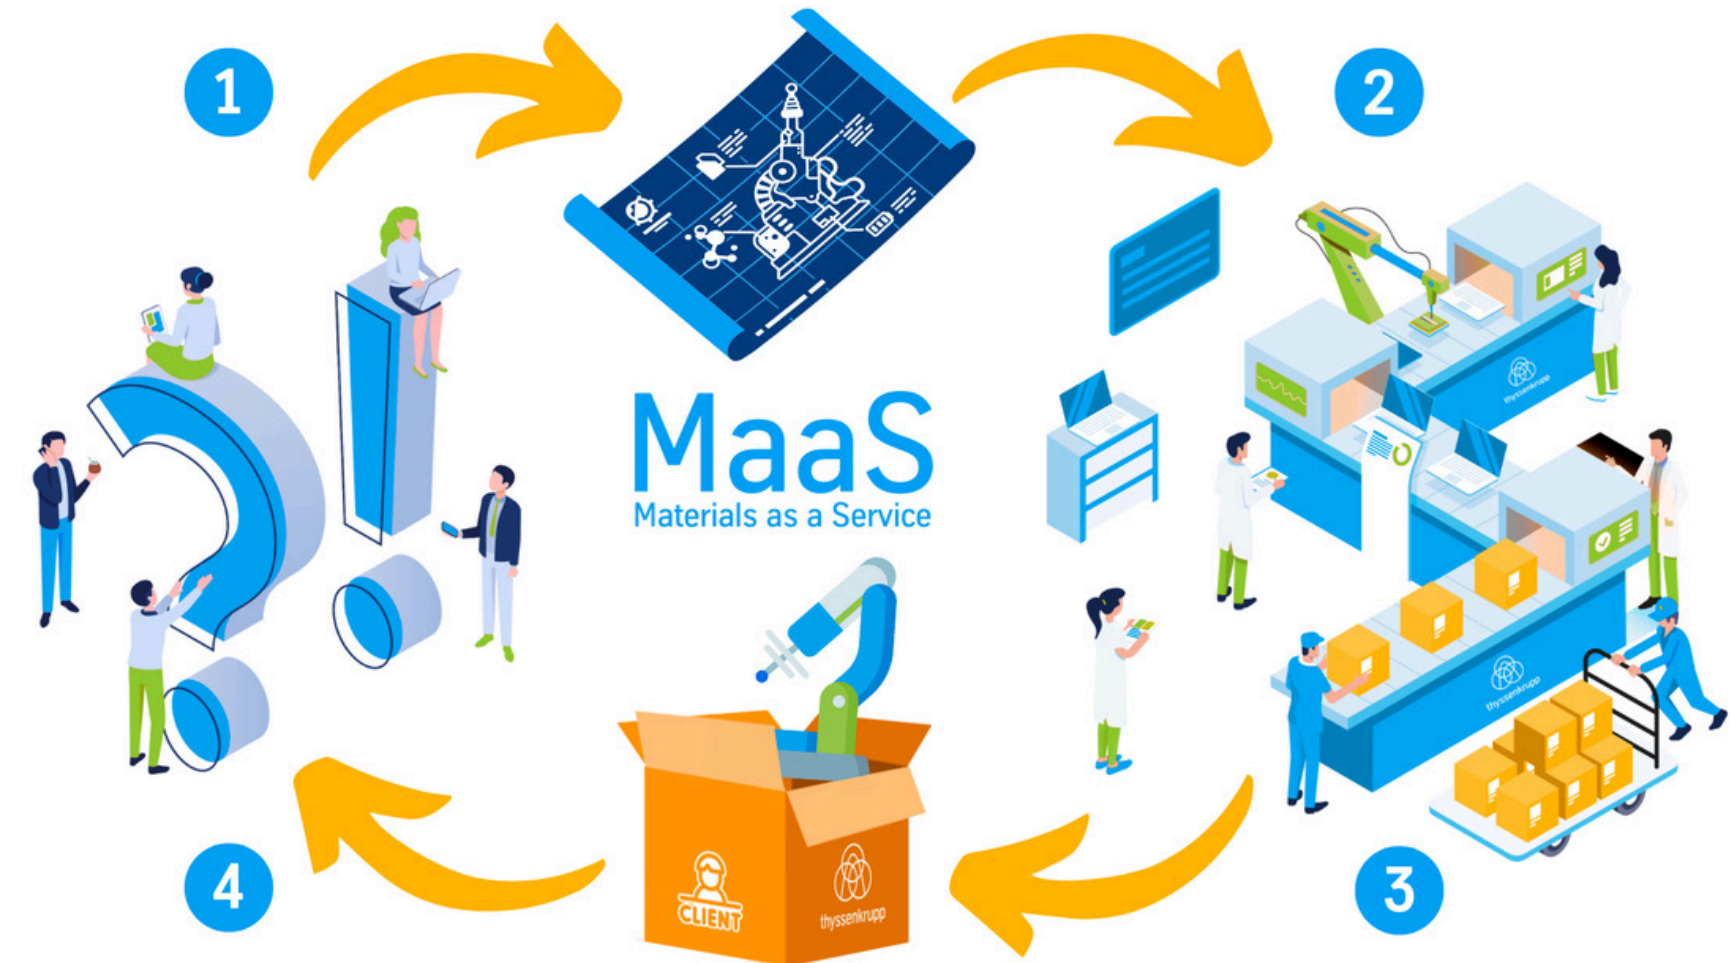 1
2
MaaS
Materials as a Service
thyssenkrupp
thyssenkrupp
CLIENT
thyssenkrupp
4
3